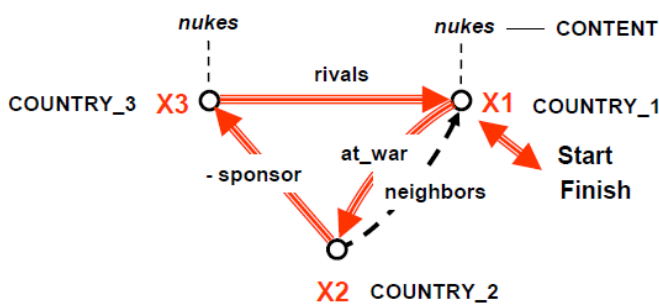 nukes
nukes
CONTENT
rivals
COUNTRY_3
X3
X1
COUNTRY_1
at_war
Start
- sponsor
neighbors
Finish
X2
COUNTRY_2